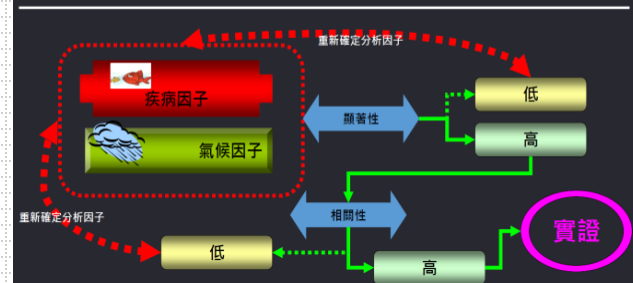 重新確定分析因子
疾病因子
低
顯著性
高
氣候因子
重新確定分析因子
相關性
實證
低
高